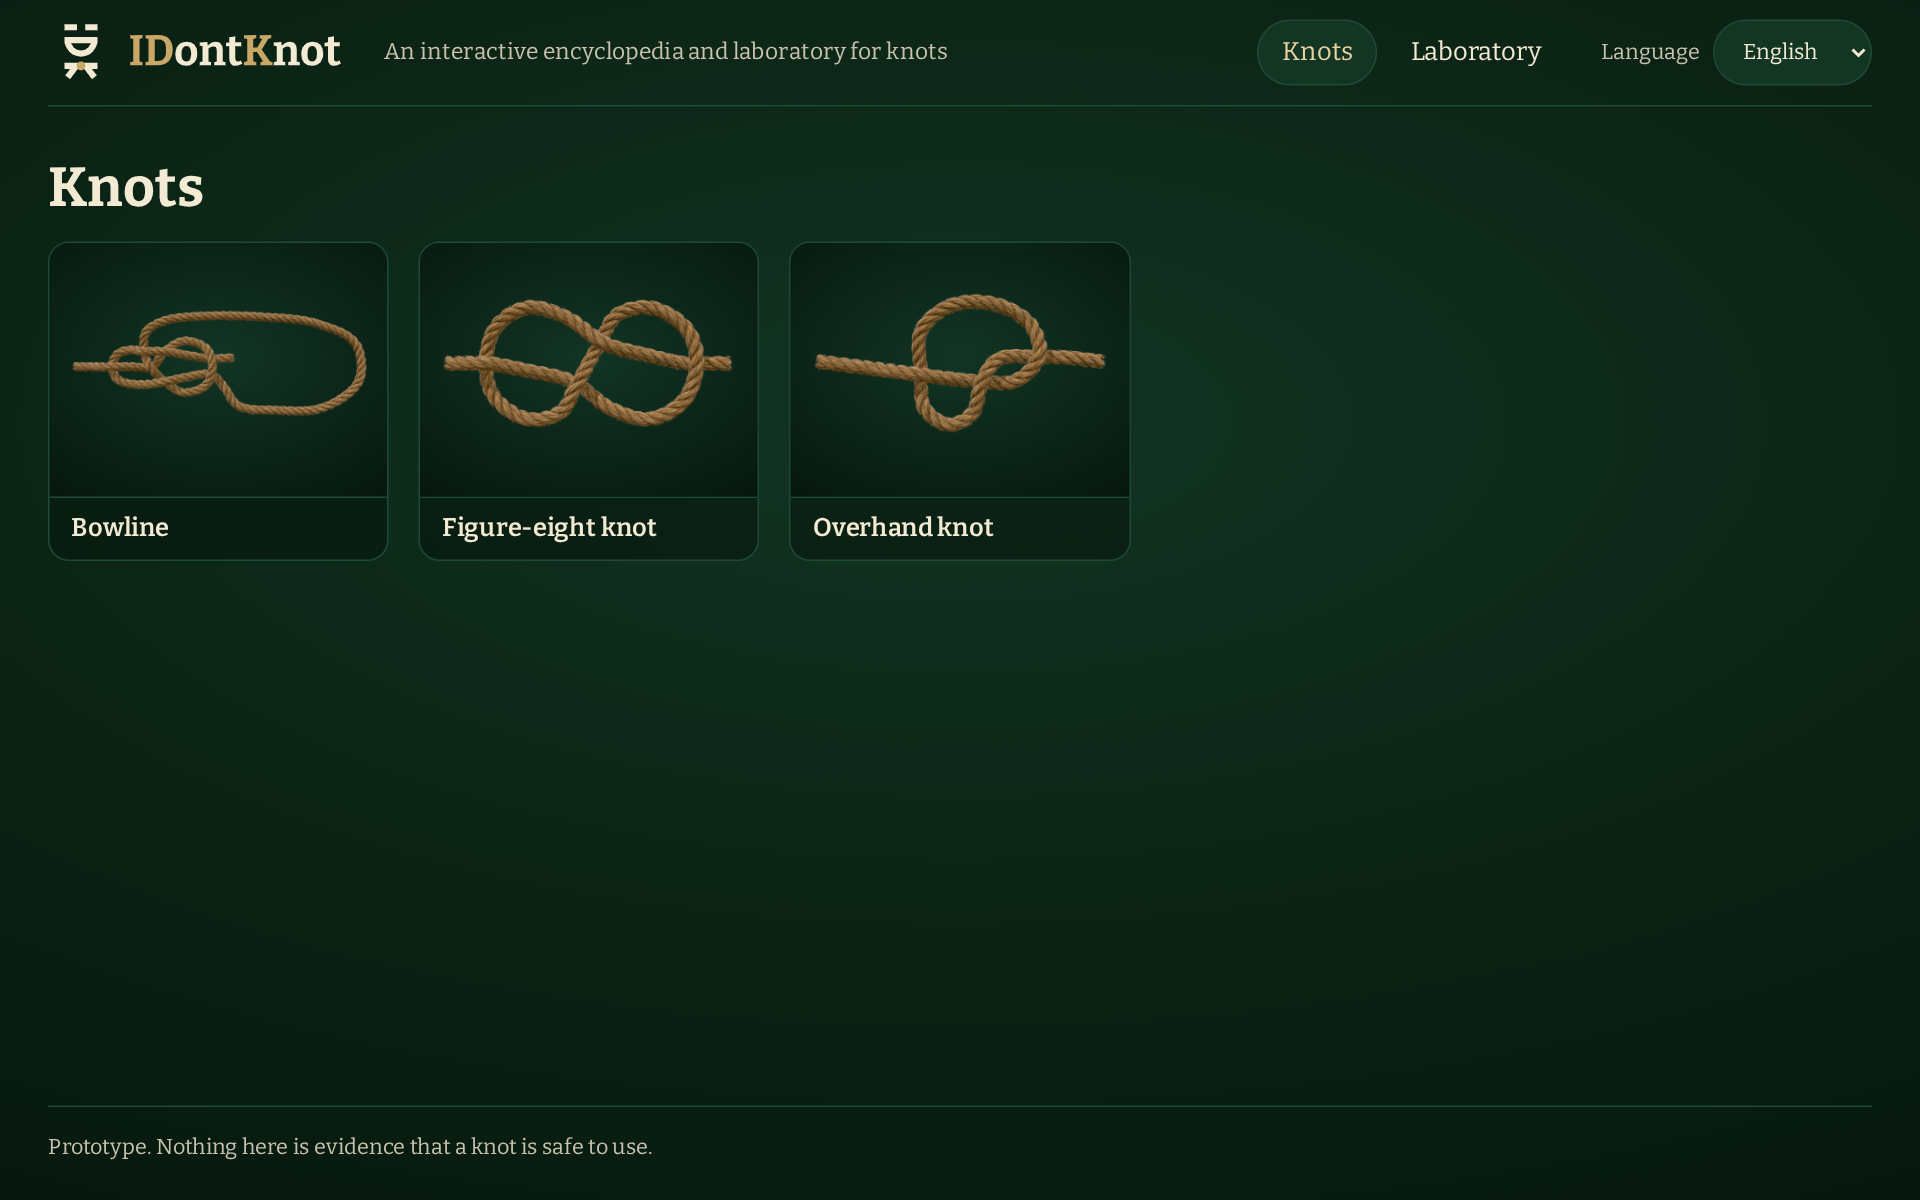 IDontKnot
An interactive encyclopedia and laboratory for knots
Knots
Laboratory
Language
English
Knots
Bowline
Figure-eight knot
Overhand knot
Prototype. Nothing here is evidence that a knot is safe to use.